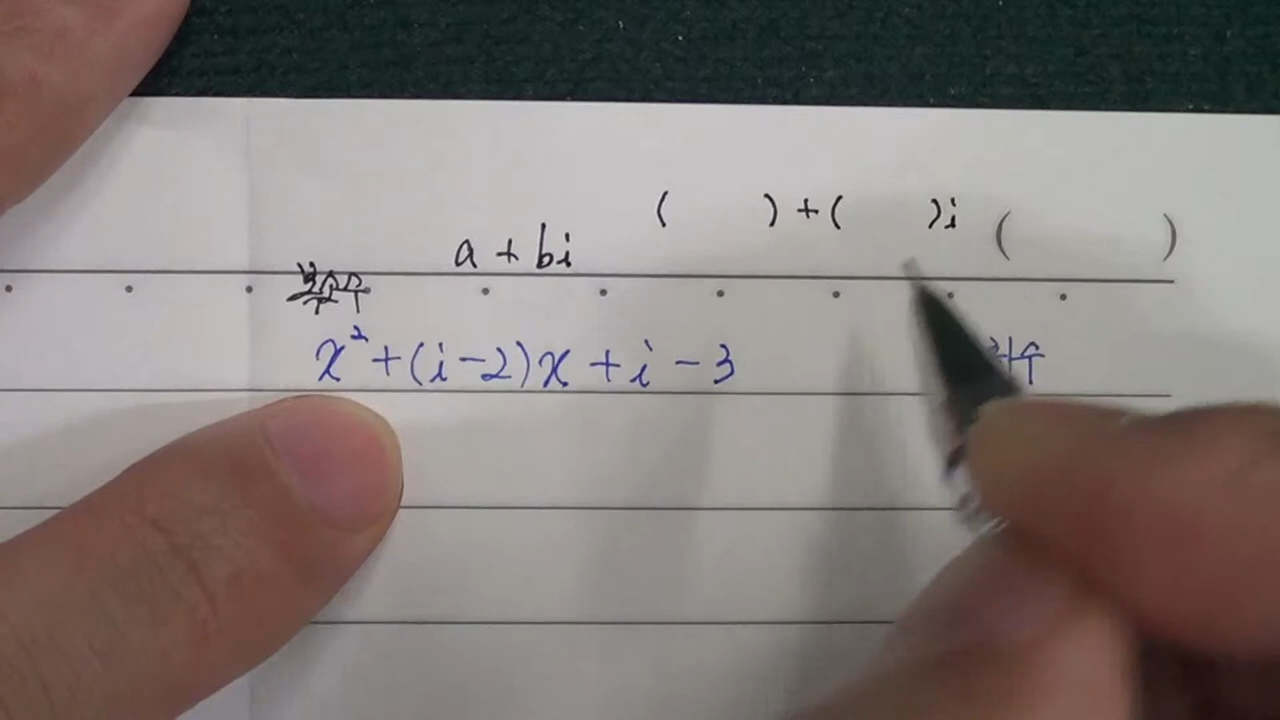 ( ) + ( )i ( )
a + bi
x² + (i - 2)x + i - 3